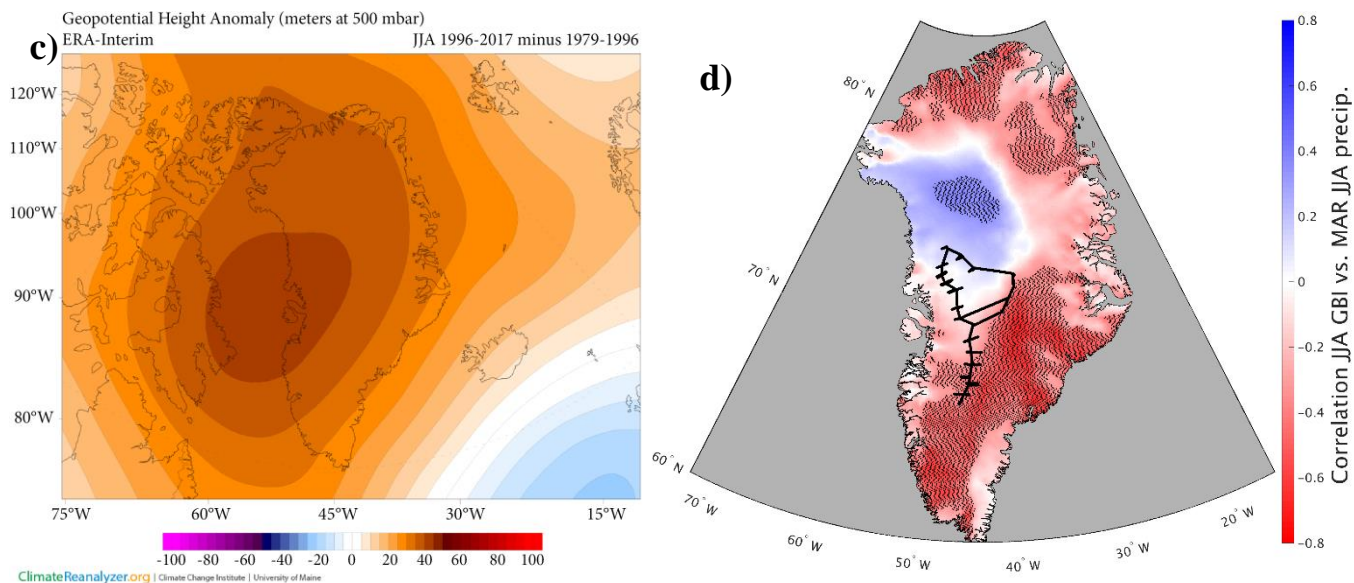 Geopotential Height Anomaly (meters at 500 mbar)
c)
ERA-Interim
JJA 1996-2017 minus 1979-1996
120°W
110°W
100°W
90°W
80°W
75°W
60°W
45°W
30°W
15°W
-100 -80 -60 -40 -20 0 20 40 60 80 100
ClimateReanalyzer.org | Climate Change Institute | University of Maine
d)
80°N
70°N
60°N
70°W
60°W
50°W
40°W
30°W
20°W
0.8
0.6
0.4
0.2
0
−0.2
−0.4
−0.6
−0.8
Correlation JJA GBI vs. MAR JJA precip.